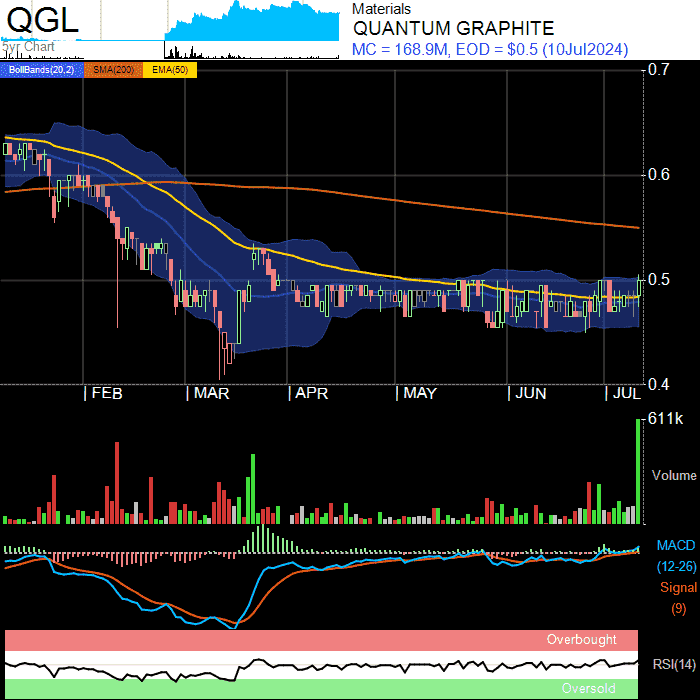 QGL
5yr Chart
Materials
QUANTUM GRAPHITE
MC = 168.9M, EOD = $0.5 (10Jul2024)
BollBands(20,2) SMA(200) EMA(50)
0.7
0.6
0.5
0.4
FEB MAR APR MAY JUN JUL
611k
Volume
MACD
(12-26)
Signal
(9)
Overbought
RSI(14)
Oversold